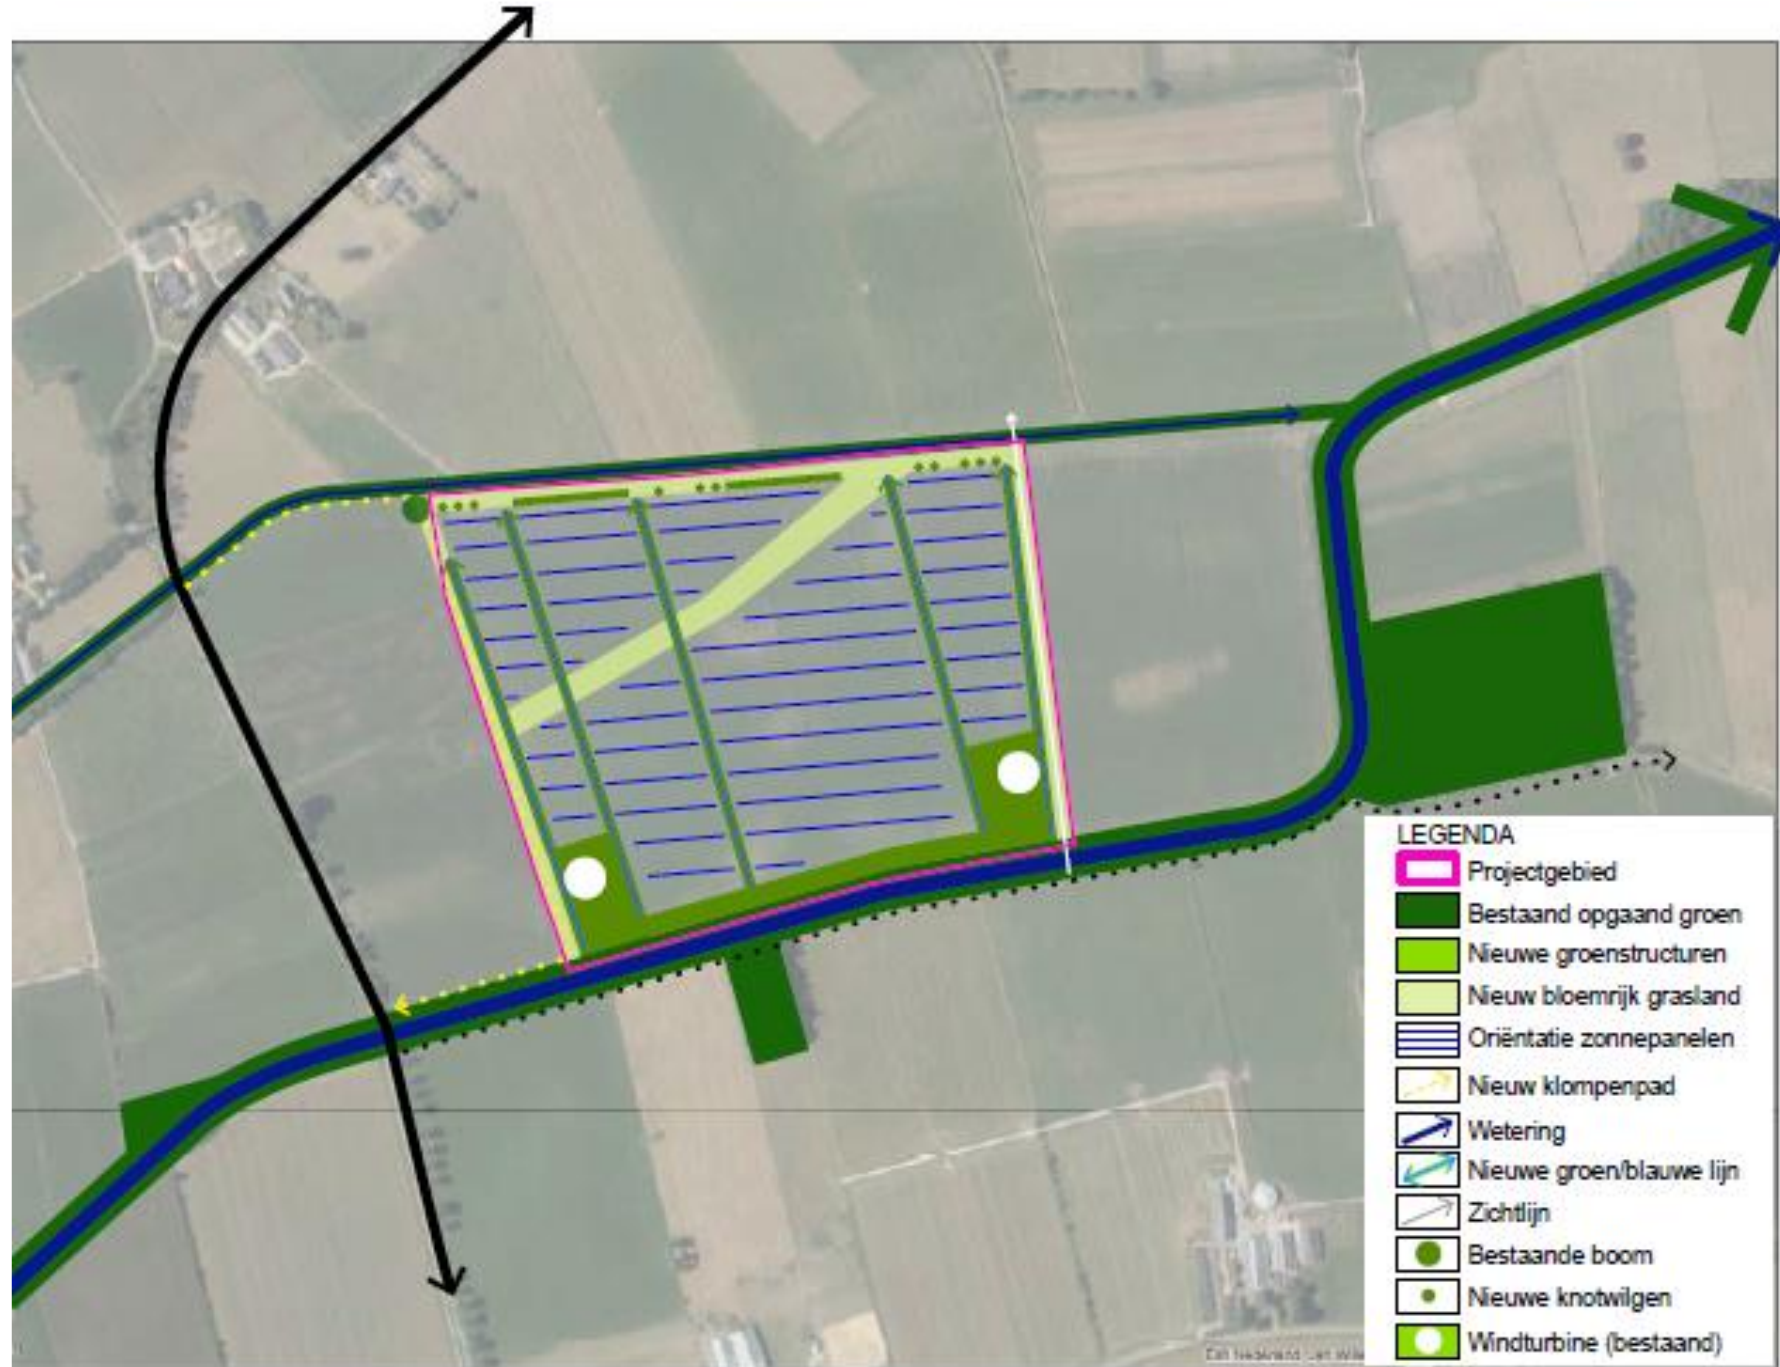 LEGENDA
Projectgebied
Bestaand opgaand groen
Nieuwe groenstructuren
Nieuw bloemrijk grasland
Oriëntatie zonnepanelen
Nieuw klompenpad
Wetering
Nieuwe groen/blauwe lijn
Zichtlijn
Bestaande boom
Nieuwe knotwilgen
Windturbine (bestaand)